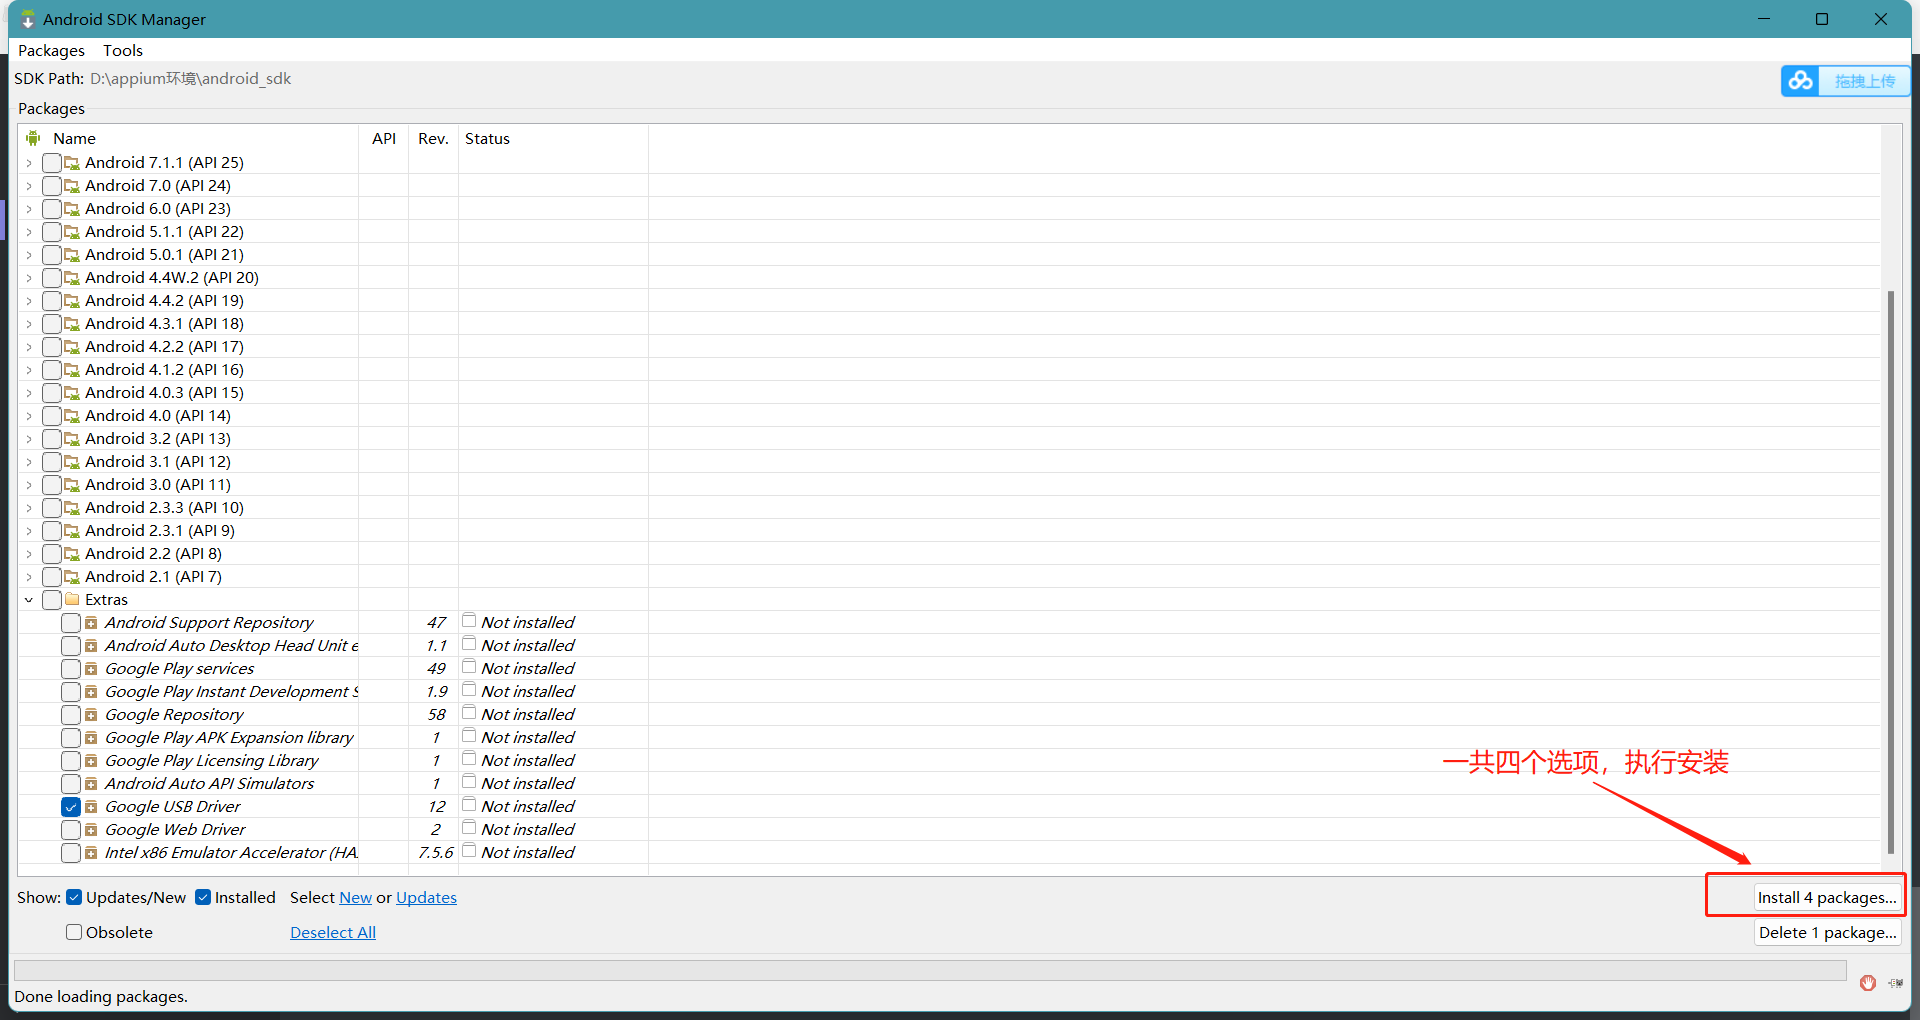 Android SDK Manager
Packages Tools
SDK Path: D:\appium环境\android_sdk
拖拽上传
Packages
Name API Rev. Status
Android 7.1.1 (API 25)
Android 7.0 (API 24)
Android 6.0 (API 23)
Android 5.1.1 (API 22)
Android 5.0.1 (API 21)
Android 4.4W.2 (API 20)
Android 4.4.2 (API 19)
Android 4.3.1 (API 18)
Android 4.2.2 (API 17)
Android 4.1.2 (API 16)
Android 4.0.3 (API 15)
Android 4.0 (API 14)
Android 3.2 (API 13)
Android 3.1 (API 12)
Android 3.0 (API 11)
Android 2.3.3 (API 10)
Android 2.3.1 (API 9)
Android 2.2 (API 8)
Android 2.1 (API 7)
Extras
Android Support Repository 47 Not installed
Android Auto Desktop Head Unit e 1.1 Not installed
Google Play services 49 Not installed
Google Play Instant Development S 1.9 Not installed
Google Repository 58 Not installed
Google Play APK Expansion library 1 Not installed
Google Play Licensing Library 1 Not installed
Android Auto API Simulators 1 Not installed
Google USB Driver 12 Not installed
Google Web Driver 2 Not installed
Intel x86 Emulator Accelerator (HA. 7.5.6 Not installed
一共四个选项，执行安装
Show: Updates/New Installed Select New or Updates
Install 4 packages...
Obsolete Deselect All
Delete 1 package...
Done loading packages.